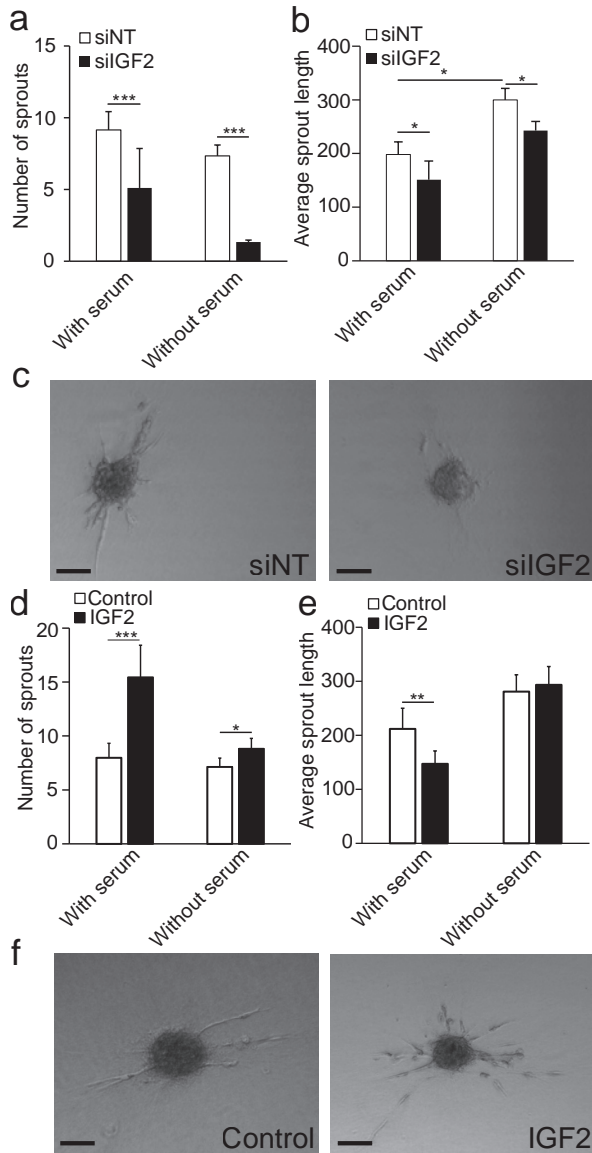 a
siNT
siIGF2
Number of sprouts
15
10
5
0
***
***
With serum
Without serum
b
siNT
siIGF2
Average sprout length
400
300
200
100
0
*
*
*
With serum
Without serum
c
siNT
siIGF2
d
Control
IGF2
Number of sprouts
20
15
10
5
0
***
*
With serum
Without serum
e
Control
IGF2
Average sprout length
400
300
200
100
0
**
With serum
Without serum
f
Control
IGF2